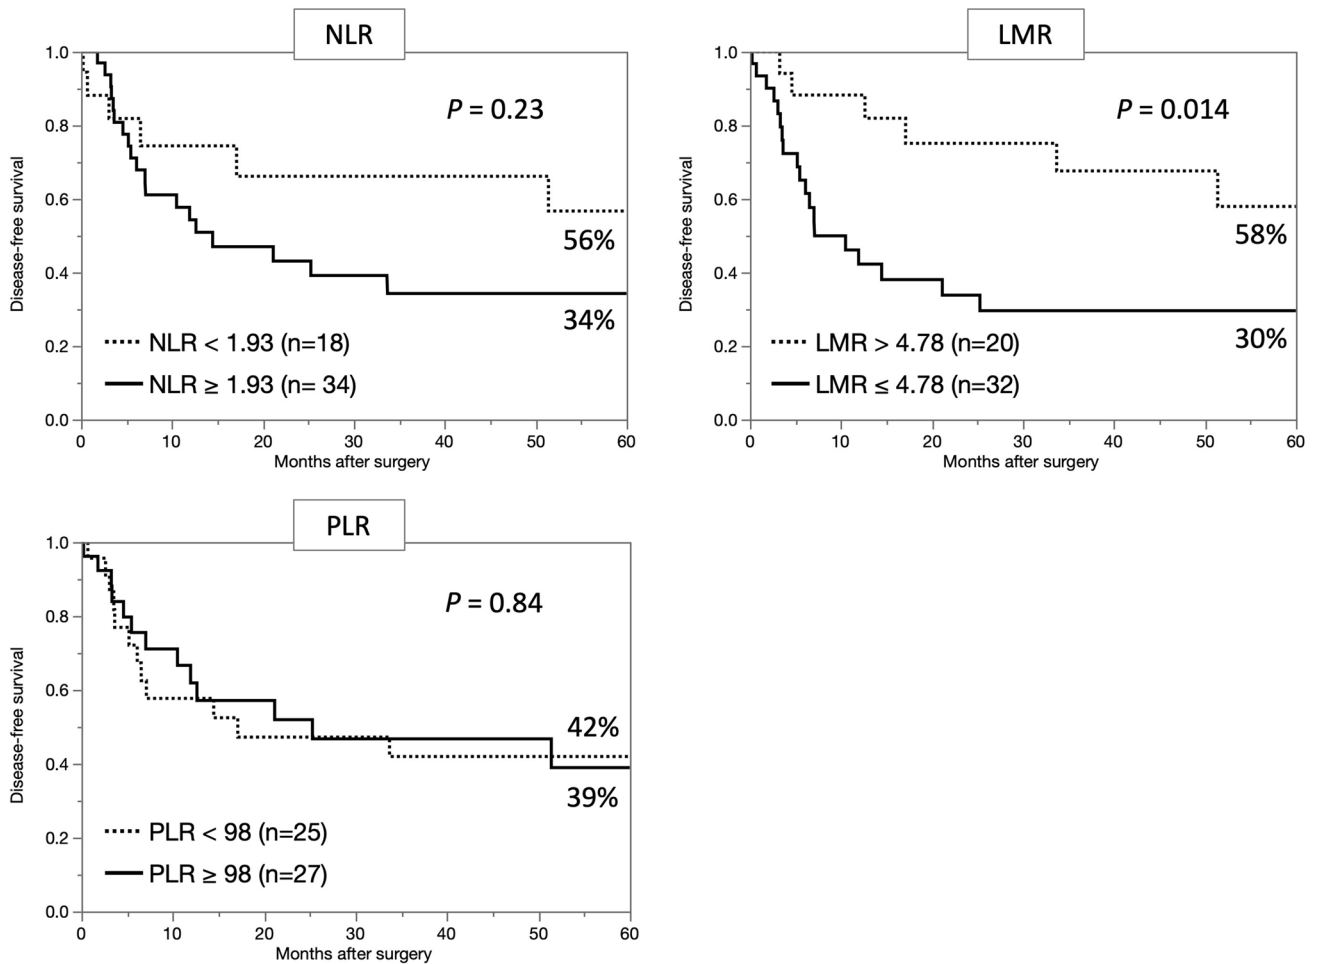 NLR
1.0
0.8
0.6
0.4
0.2
0.0
Disease-free survival
P = 0.23
56%
34%
NLR < 1.93 (n=18)
NLR ≥ 1.93 (n= 34)
0 10 20 30 40 50 60
Months after surgery
LMR
1.0
0.8
0.6
0.4
0.2
0.0
Disease-free survival
P = 0.014
58%
30%
LMR > 4.78 (n=20)
LMR ≤ 4.78 (n=32)
0 10 20 30 40 50 60
Months after surgery
PLR
1.0
0.8
0.6
0.4
0.2
0.0
Disease-free survival
P = 0.84
42%
39%
PLR < 98 (n=25)
PLR ≥ 98 (n=27)
0 10 20 30 40 50 60
Months after surgery